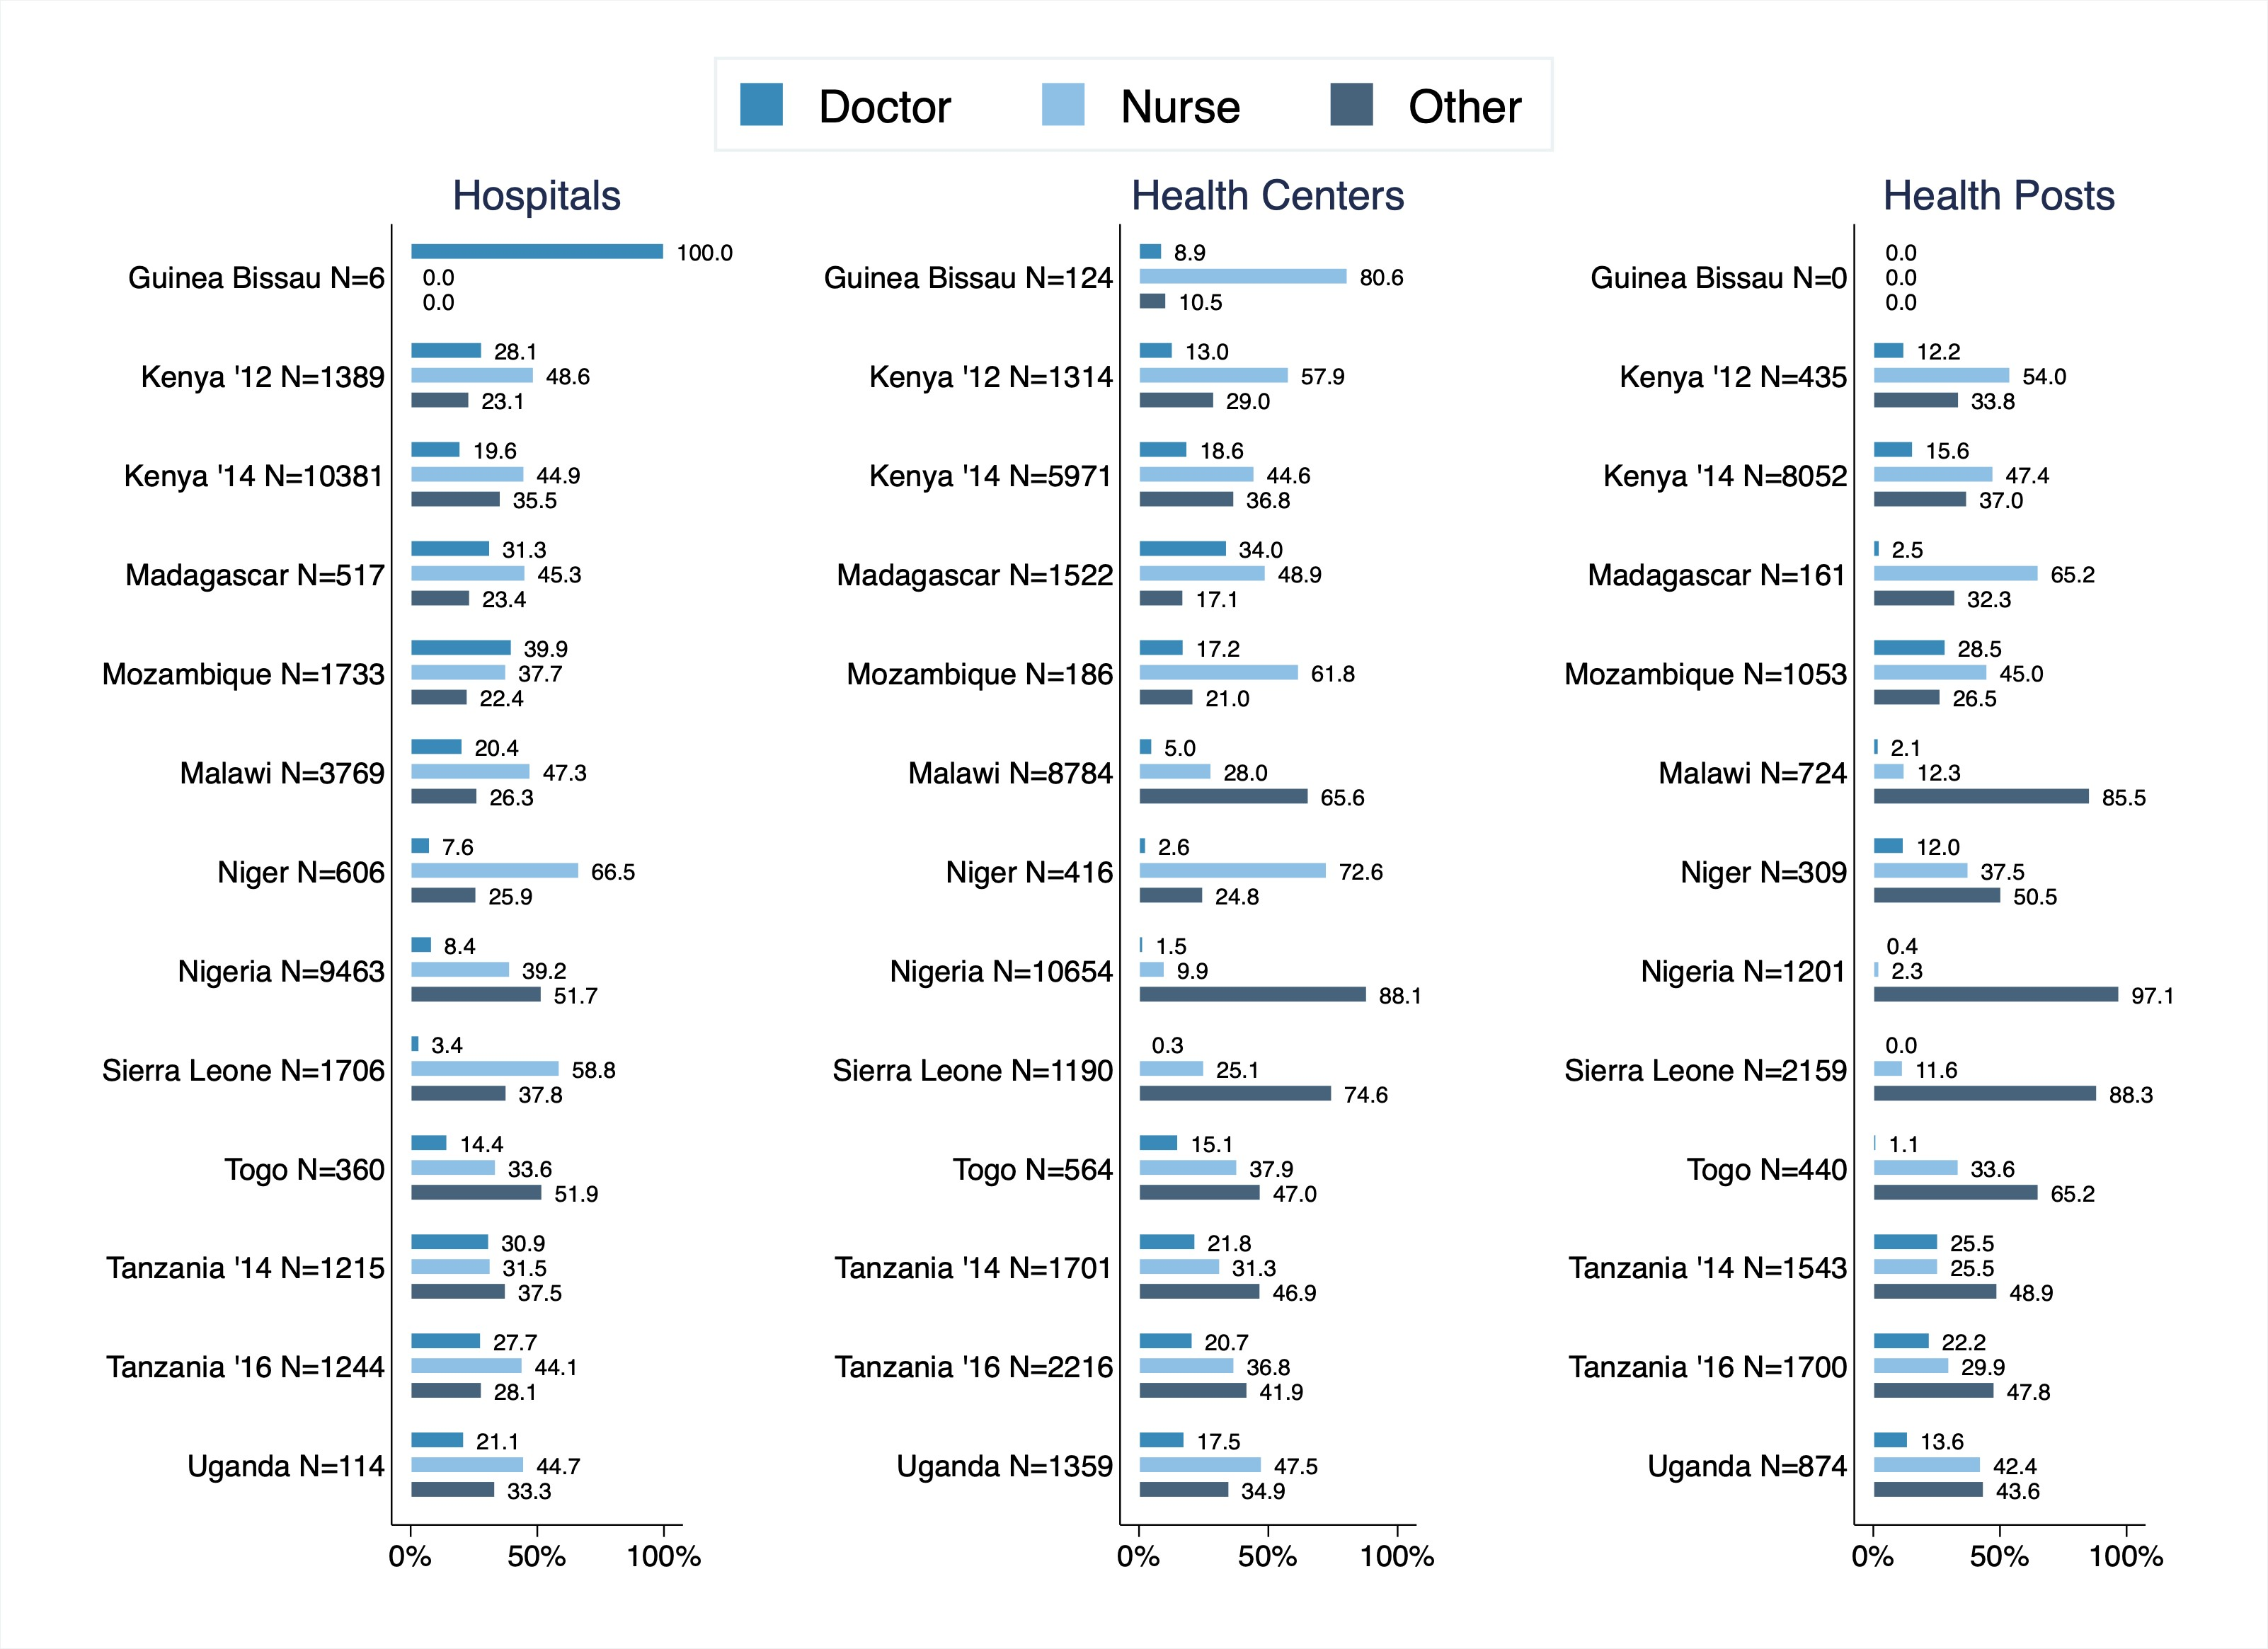 Doctor Nurse Other
Hospitals
Guinea Bissau N=6
100.0
0.0
0.0
Kenya '12 N=1389
28.1
48.6
23.1
Kenya '14 N=10381
19.6
44.9
35.5
Madagascar N=517
31.3
45.3
23.4
Mozambique N=1733
39.9
37.7
22.4
Malawi N=3769
20.4
47.3
26.3
Niger N=606
7.6
66.5
25.9
Nigeria N=9463
8.4
39.2
51.7
Sierra Leone N=1706
3.4
58.8
37.8
Togo N=360
14.4
33.6
51.9
Tanzania '14 N=1215
30.9
31.5
37.5
Tanzania '16 N=1244
27.7
44.1
28.1
Uganda N=114
21.1
44.7
33.3
0% 50% 100%
Health Centers
Guinea Bissau N=124
8.9
80.6
10.5
Kenya '12 N=1314
13.0
57.9
29.0
Kenya '14 N=5971
18.6
44.6
36.8
Madagascar N=1522
34.0
48.9
17.1
Mozambique N=186
17.2
61.8
21.0
Malawi N=8784
5.0
28.0
65.6
Niger N=416
2.6
72.6
24.8
Nigeria N=10654
1.5
9.9
88.1
Sierra Leone N=1190
0.3
25.1
74.6
Togo N=564
15.1
37.9
47.0
Tanzania '14 N=1701
21.8
31.3
46.9
Tanzania '16 N=2216
20.7
36.8
41.9
Uganda N=1359
17.5
47.5
34.9
0% 50% 100%
Health Posts
Guinea Bissau N=0
0.0
0.0
0.0
Kenya '12 N=435
12.2
54.0
33.8
Kenya '14 N=8052
15.6
47.4
37.0
Madagascar N=161
2.5
65.2
32.3
Mozambique N=1053
28.5
45.0
26.5
Malawi N=724
2.1
12.3
85.5
Niger N=309
12.0
37.5
50.5
Nigeria N=1201
0.4
2.3
97.1
Sierra Leone N=2159
0.0
11.6
88.3
Togo N=440
1.1
33.6
65.2
Tanzania '14 N=1543
25.5
25.5
48.9
Tanzania '16 N=1700
22.2
29.9
47.8
Uganda N=874
13.6
42.4
43.6
0% 50% 100%